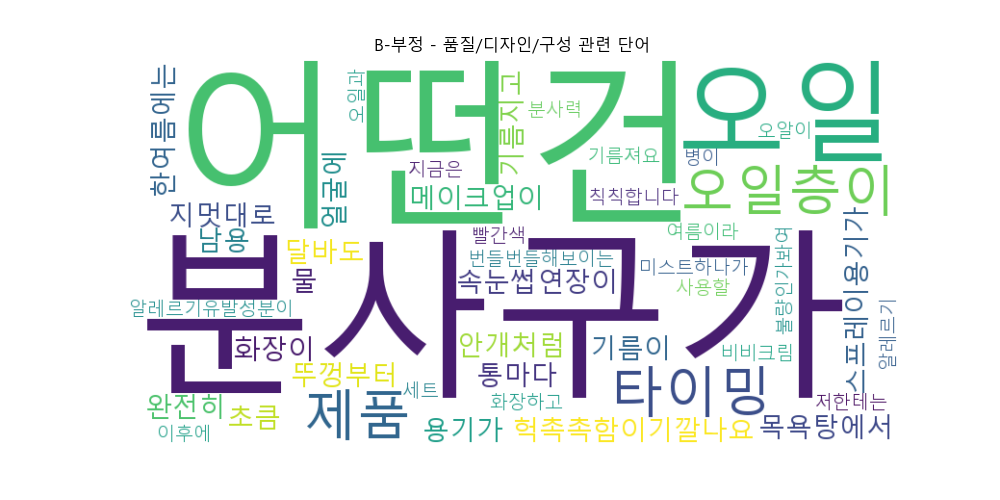 B-부정 - 품질/디자인/구성 관련 단어
한여름에는
어떤건
오일과
기름지고
분사력
오일
오알이
지금은
기름져요
병이
얼굴에
메이크업이
칙칙합니다
오일층이
지멋대로
남용
달바도
빨간색
여름이라
번들번들해보이는
물
속눈썹연장이
미스트하나가
불량인가봐여
스프레이용기가
분사구가
사용할
알레르기유발성분이
알레르기
화장이
안개처럼
기름이
비비크림
뚜껑부터
통마다
타이밍
세트
완전히
초큼
제품
화장하고
저한테는
이후에
용기가
헉촉촉함이기깔나요
목욕탕에서